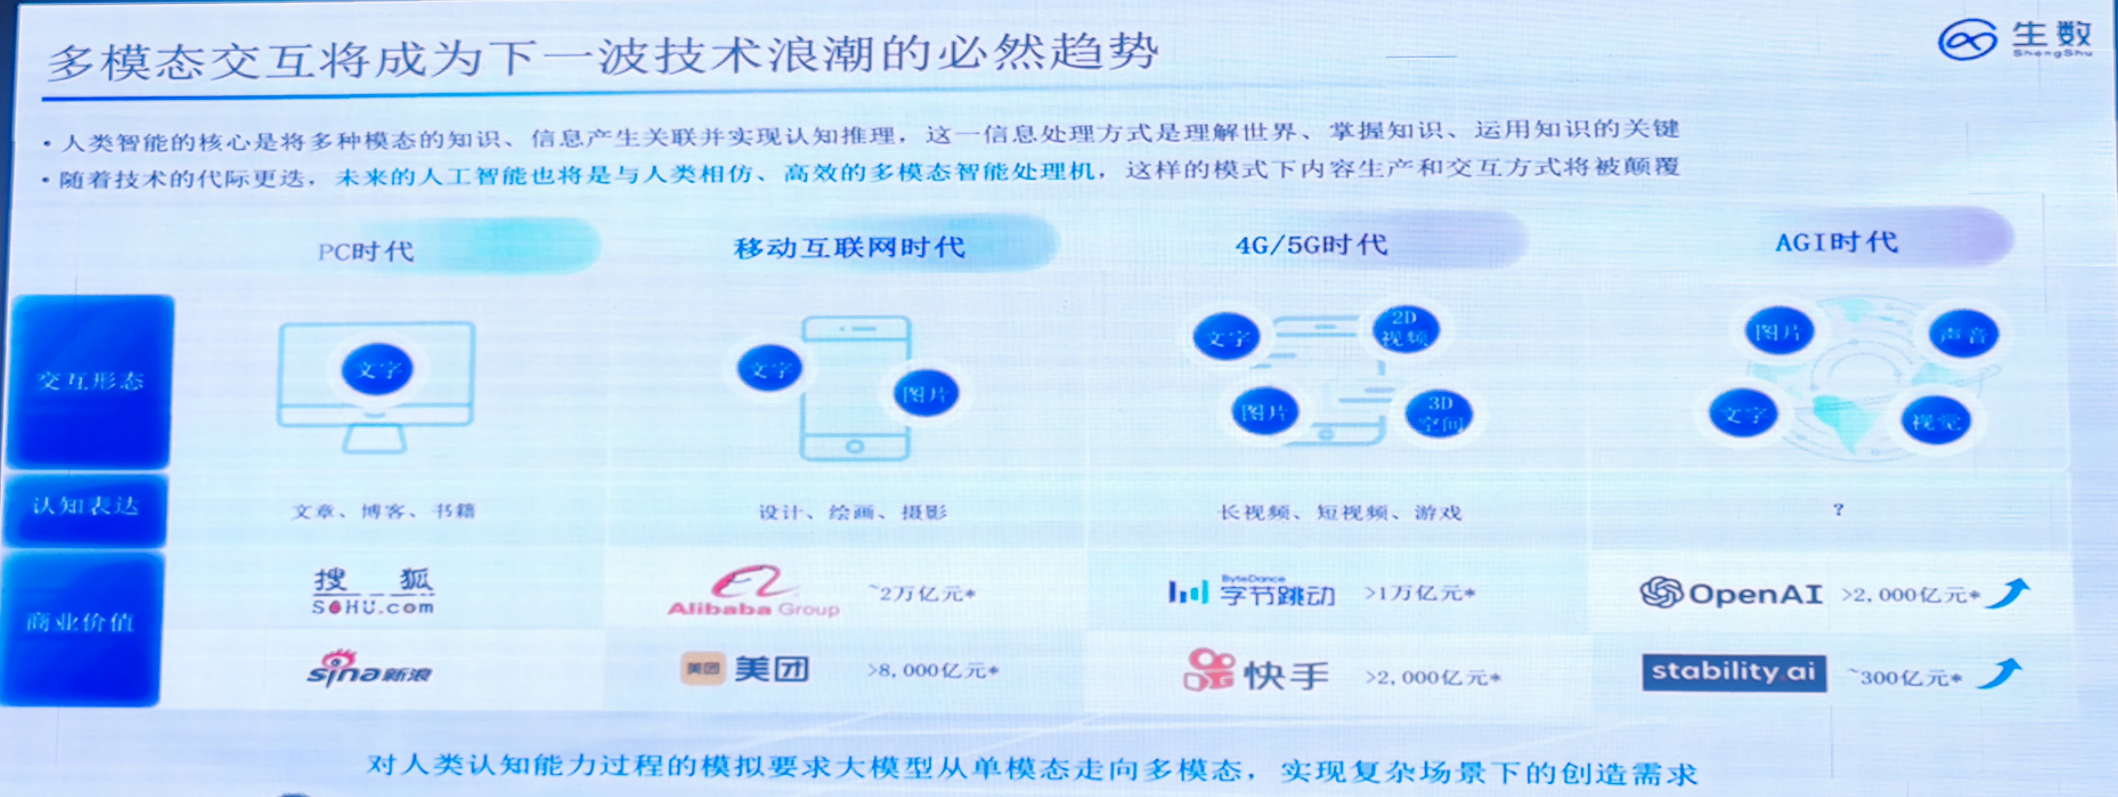 多模态交互将成为下一波技术浪潮的必然趋势
生数
ShengShu
• 人类智能的核心是将多种模态的知识、信息产生关联并实现认知推理，这一信息处理方式是理解世界、掌握知识、运用知识的关键
• 随着技术的代际更迭，未来的人工智能也将是与人类相仿、高效的多模态智能处理机，这样的模式下内容生产和交互方式将被颠覆
PC时代
移动互联网时代
4G/5G时代
AGI时代
交互形态
文字
文字
图片
文字
2D
视频
图片
3D
空间
图片
声音
文字
视觉
认知表达
文章、博客、书籍
设计、绘画、摄影
长视频、短视频、游戏
?
商业价值
搜狐
SOHU.com
Alibaba Group
~2万亿元*
ByteDance
字节跳动
>1万亿元*
OpenAI
>2,000亿元*
sina新浪
美团
美团
>8,000亿元*
快手
>2,000亿元*
stability.ai
~300亿元*
对人类认知能力过程的模拟要求大模型从单模态走向多模态，实现复杂场景下的创造需求